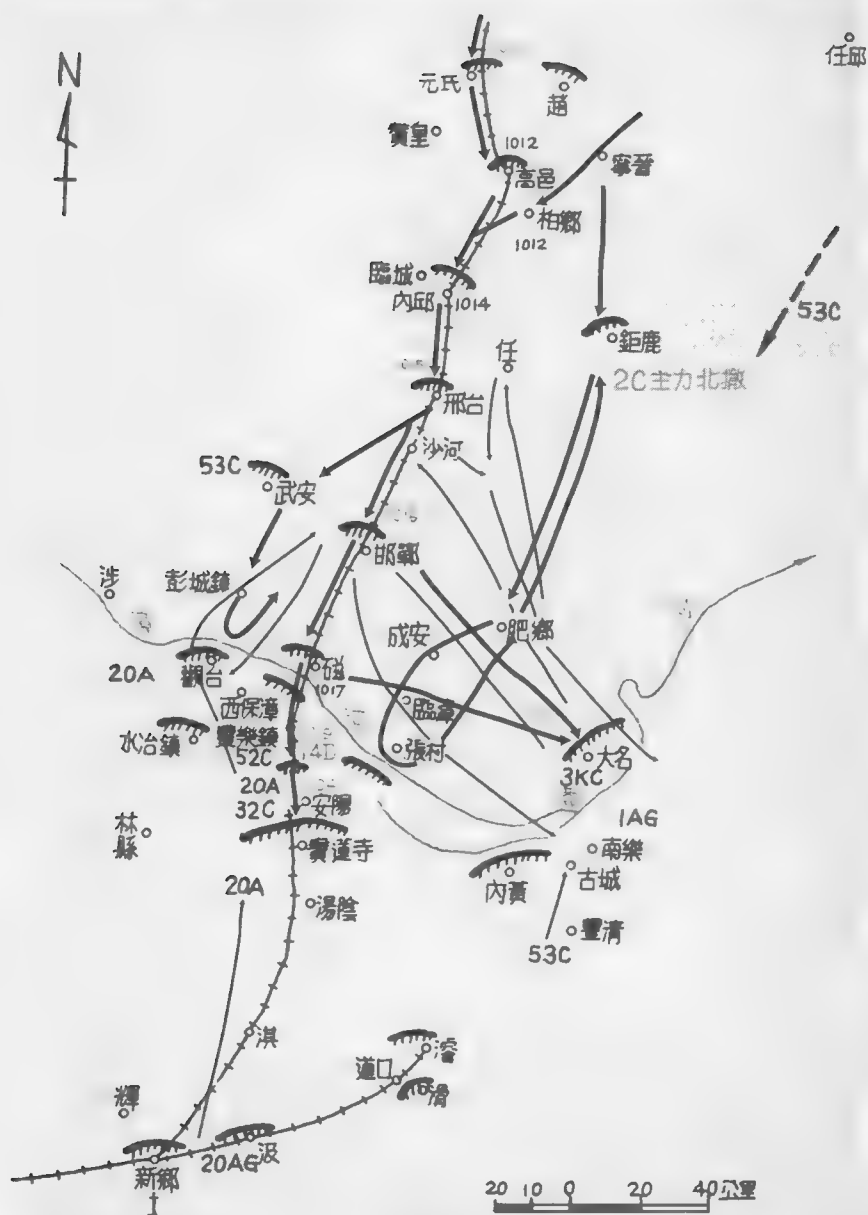 N
任邱
元氏
趙
贊皇
1012
高邑
寧晉
柏鄉
1012
臨城
內邱
1014
53C
鉅鹿
任
2C主力北撤
邢台
沙河
53C
武安
邯鄲
涉
彭城鎮
成安
肥鄉
20A
觀台
磁
1017
西保漳
臨漳
豐樂鎮
水冶鎮
52C
14D
張村
大名
3KC
20A
32C
安陽
1AG
林縣
寶蓮寺
南樂
古城
內黃
20A
湯陰
豐清
53C
淇
濬
道口
滑
輝
20AG
汲
新鄉
20 10 0 20 40 公里